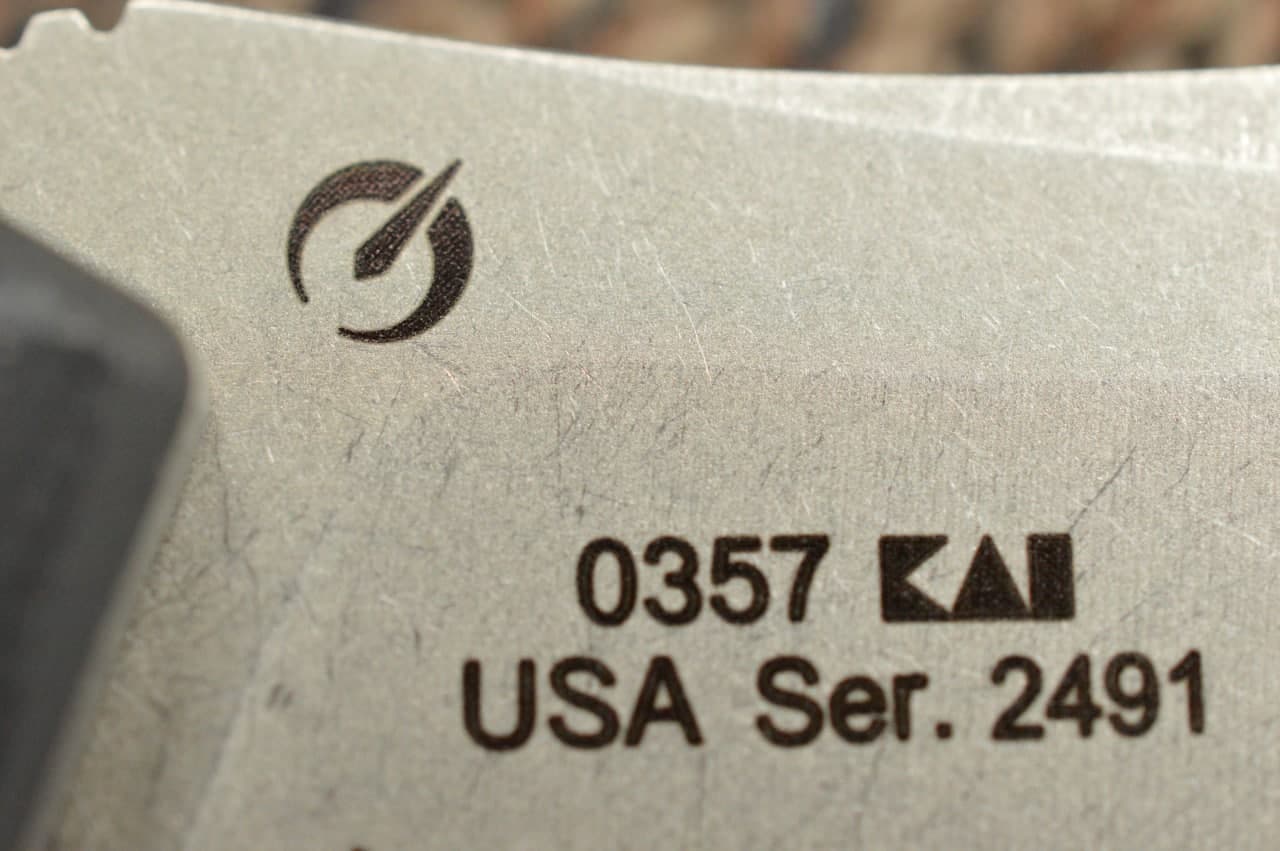 0357 KAI
USA Ser. 2491